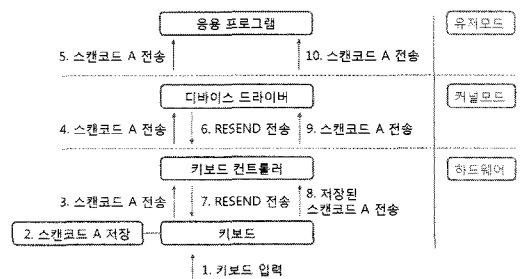 응용 프로그램
유저모드
5. 스캔코드 A 전송
10. 스캔코드 A 전송
디바이스 드라이버
커널모드
4. 스캔코드 A 전송
6. RESEND 전송
9. 스캔코드 A 전송
키보드 컨트롤러
하드웨어
3. 스캔코드 A 전송
7. RESEND 전송
8. 저장된
스캔코드 A 전송
2. 스캔코드 A 저장
키보드
1. 키보드 입력